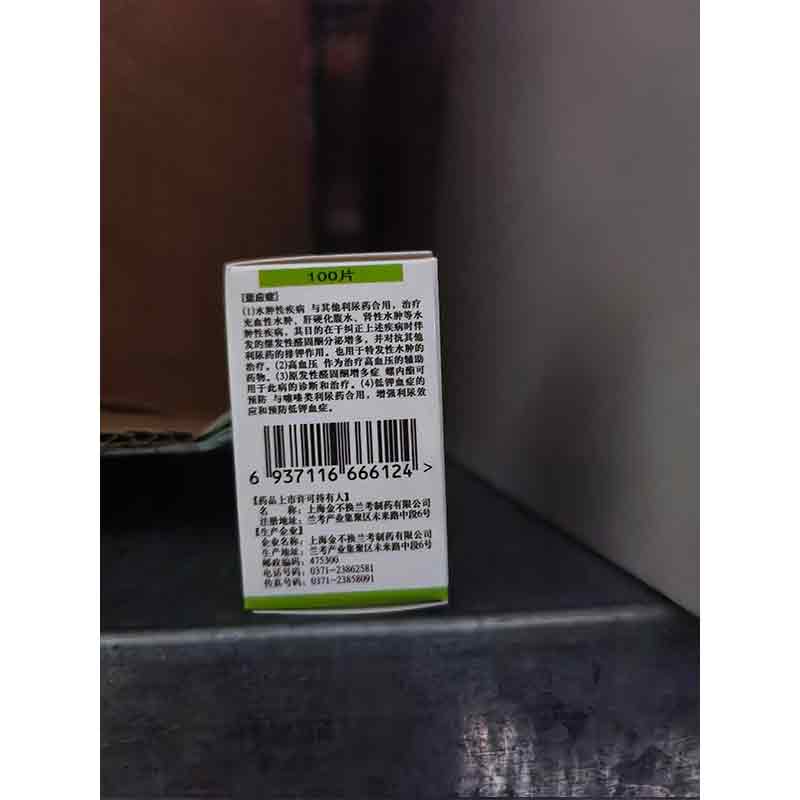 100片
[适应症]
(1)水肿性疾病 与其他利尿药合用，治疗
充血性水肿、肝硬化腹水、肾性水肿等水
肿性疾病，其目的在于纠正上述疾病时伴
发的继发性醛固酮分泌增多，并对抗其他
利尿药的排钾作用。也用于特发性水肿的
治疗。(2)高血压 作为治疗高血压的辅助
药物。(3)原发性醛固酮增多症 螺内酯可
用于此病的诊断和治疗。(4)低钾血症的
预防 与噻嗪类利尿药合用，增强利尿效
应和预防低钾血症。
6 937116 666124 >
【药品上市许可持有人】
名 称：上海金不换兰考制药有限公司
注册地址：兰考产业集聚区未来路中段6号
【生产企业】
企业名称：上海金不换兰考制药有限公司
生产地址：兰考产业集聚区未来路中段6号
邮政编码：475300
电话号码：0371-23862581
传真号码：0371-23858091